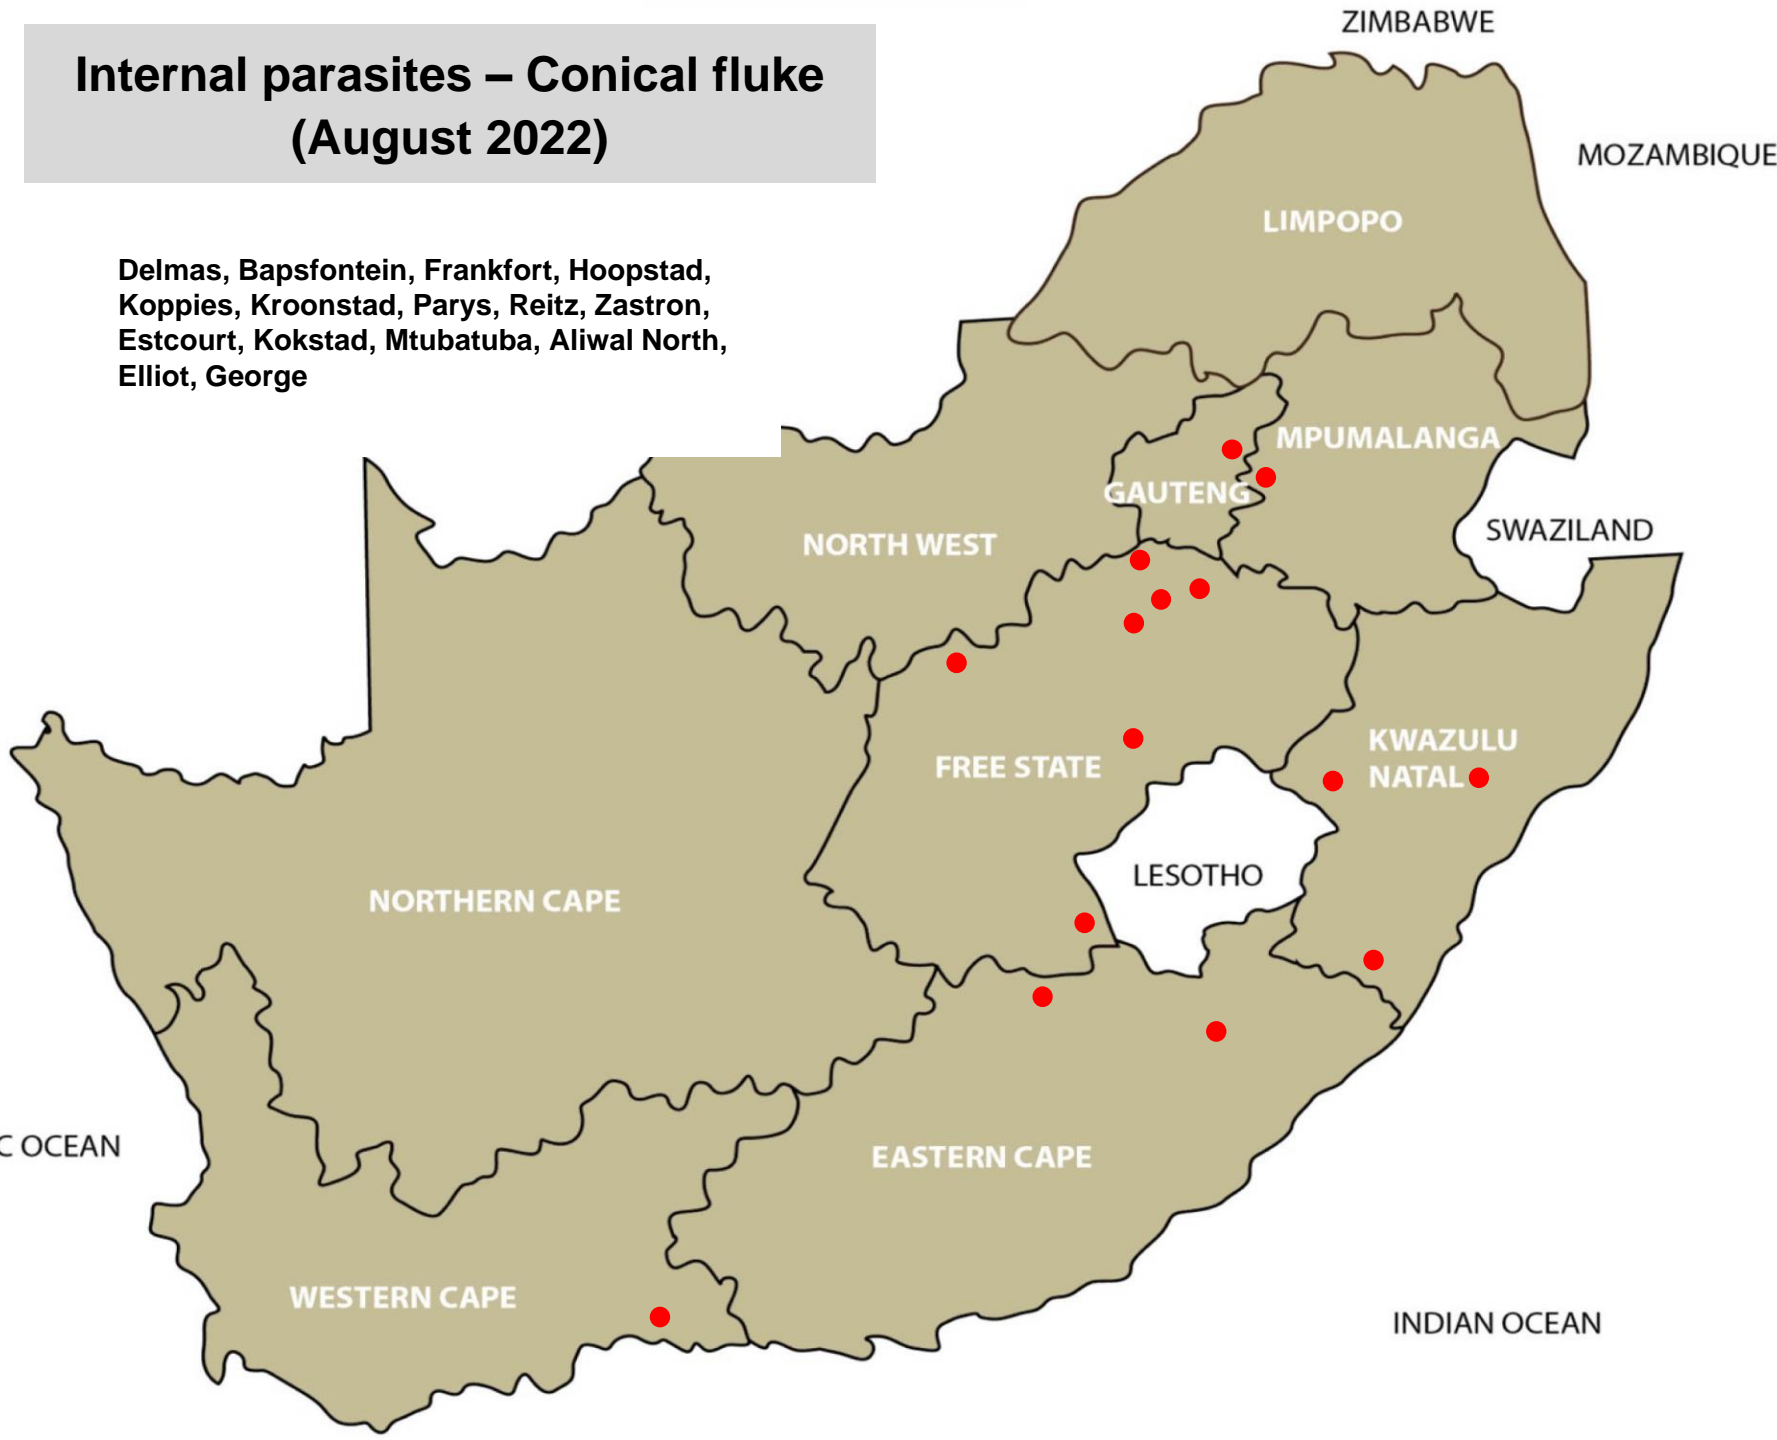 Internal parasites – Conical fluke
(August 2022)
Delmas, Bapsfontein, Frankfort, Hoopstad,
Koppies, Kroonstad, Parys, Reitz, Zastron,
Estcourt, Kokstad, Mtubatuba, Aliwal North,
Elliot, George
ZIMBABWE
MOZAMBIQUE
LIMPOPO
MPUMALANGA
GAUTENG
SWAZILAND
NORTH WEST
KWAZULU
NATAL
FREE STATE
LESOTHO
NORTHERN CAPE
C OCEAN
EASTERN CAPE
WESTERN CAPE
INDIAN OCEAN